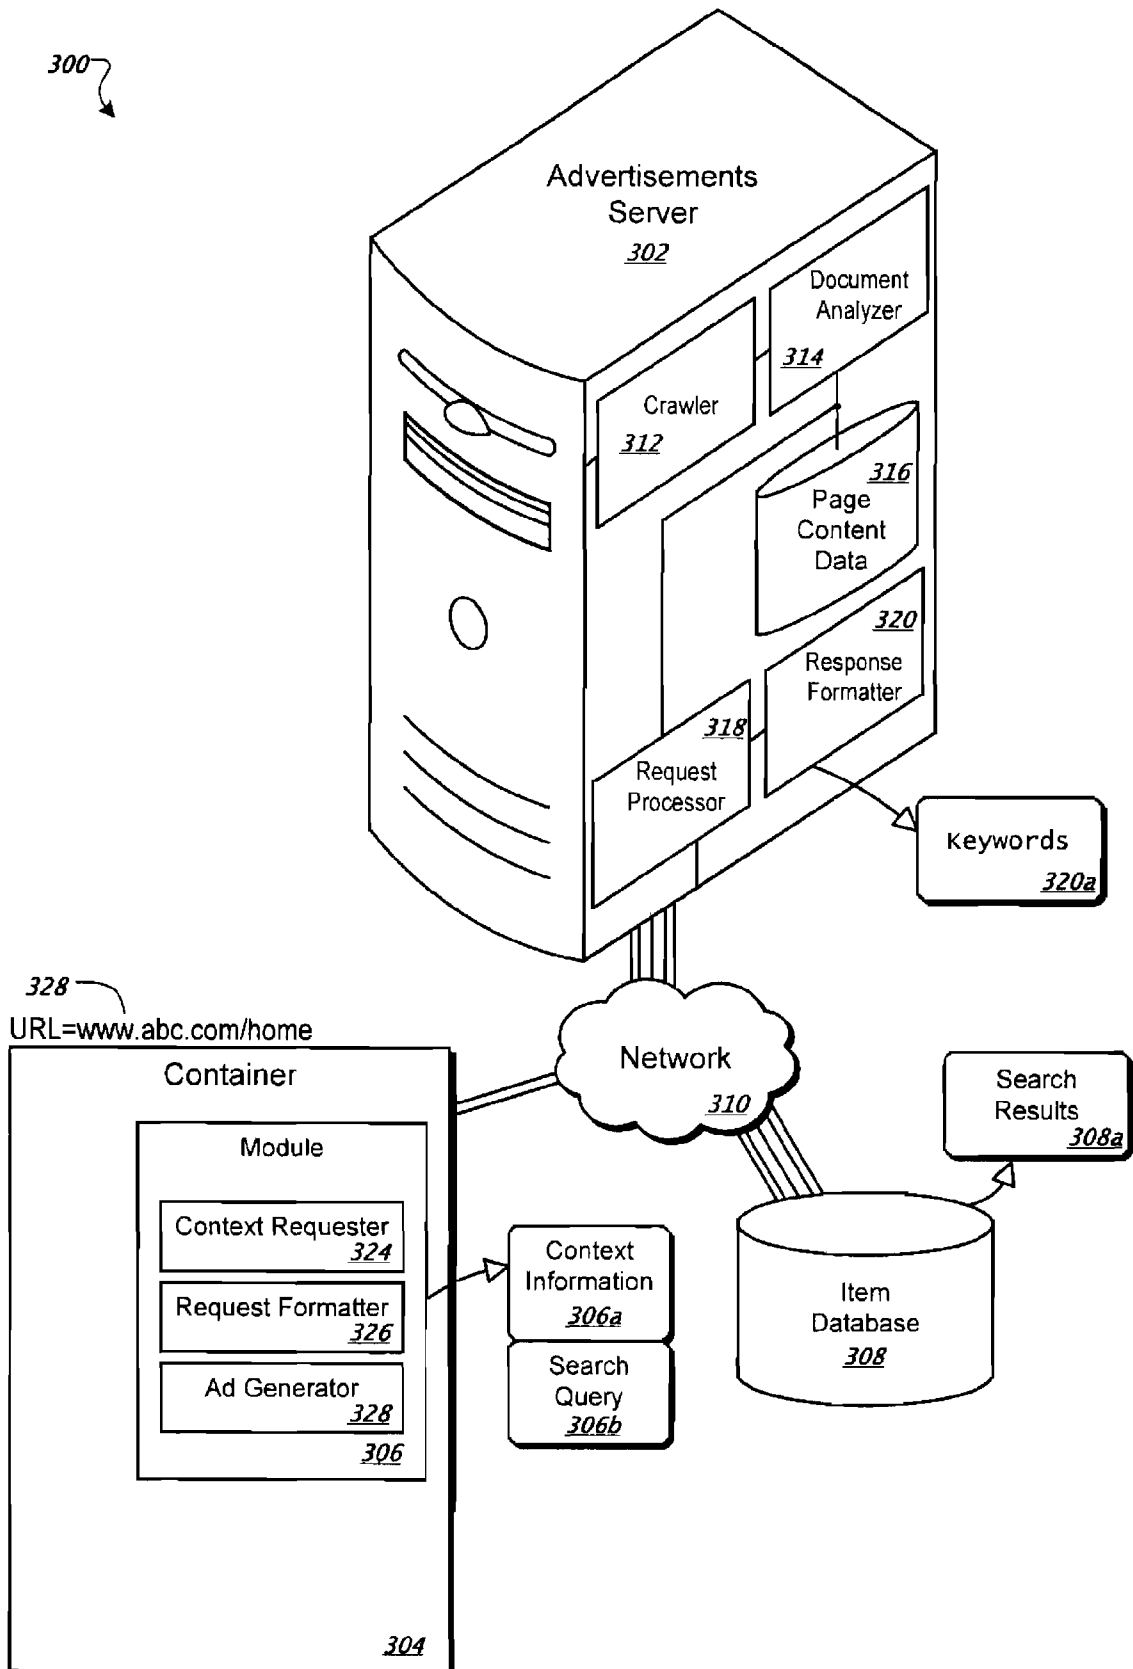 300
Advertisements
Server
302
Document
Analyzer
314
Crawler
312
316
Page
Content
Data
320
Response
Formatter
318
Request
Processor
Keywords
320a
328
URL=www.abc.com/home
Container
Network
310
Search
Results
308a
Module
Context Requester
324
Request Formatter
326
Ad Generator
328
306
Context
Information
306a
Search
Query
306b
Item
Database
308
304